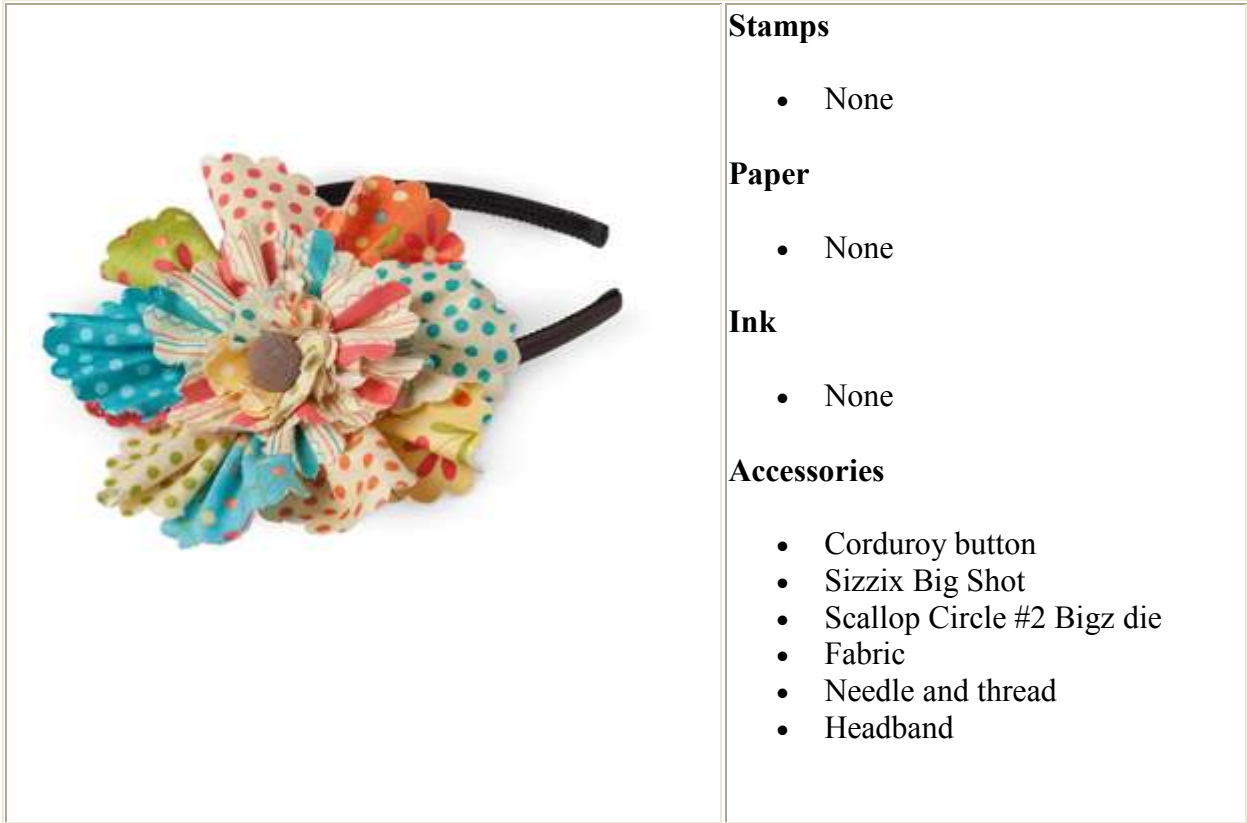 Stamps
• None
Paper
• None
Ink
• None
Accessories
• Corduroy button
• Sizzix Big Shot
• Scallop Circle #2 Bigz die
• Fabric
• Needle and thread
• Headband